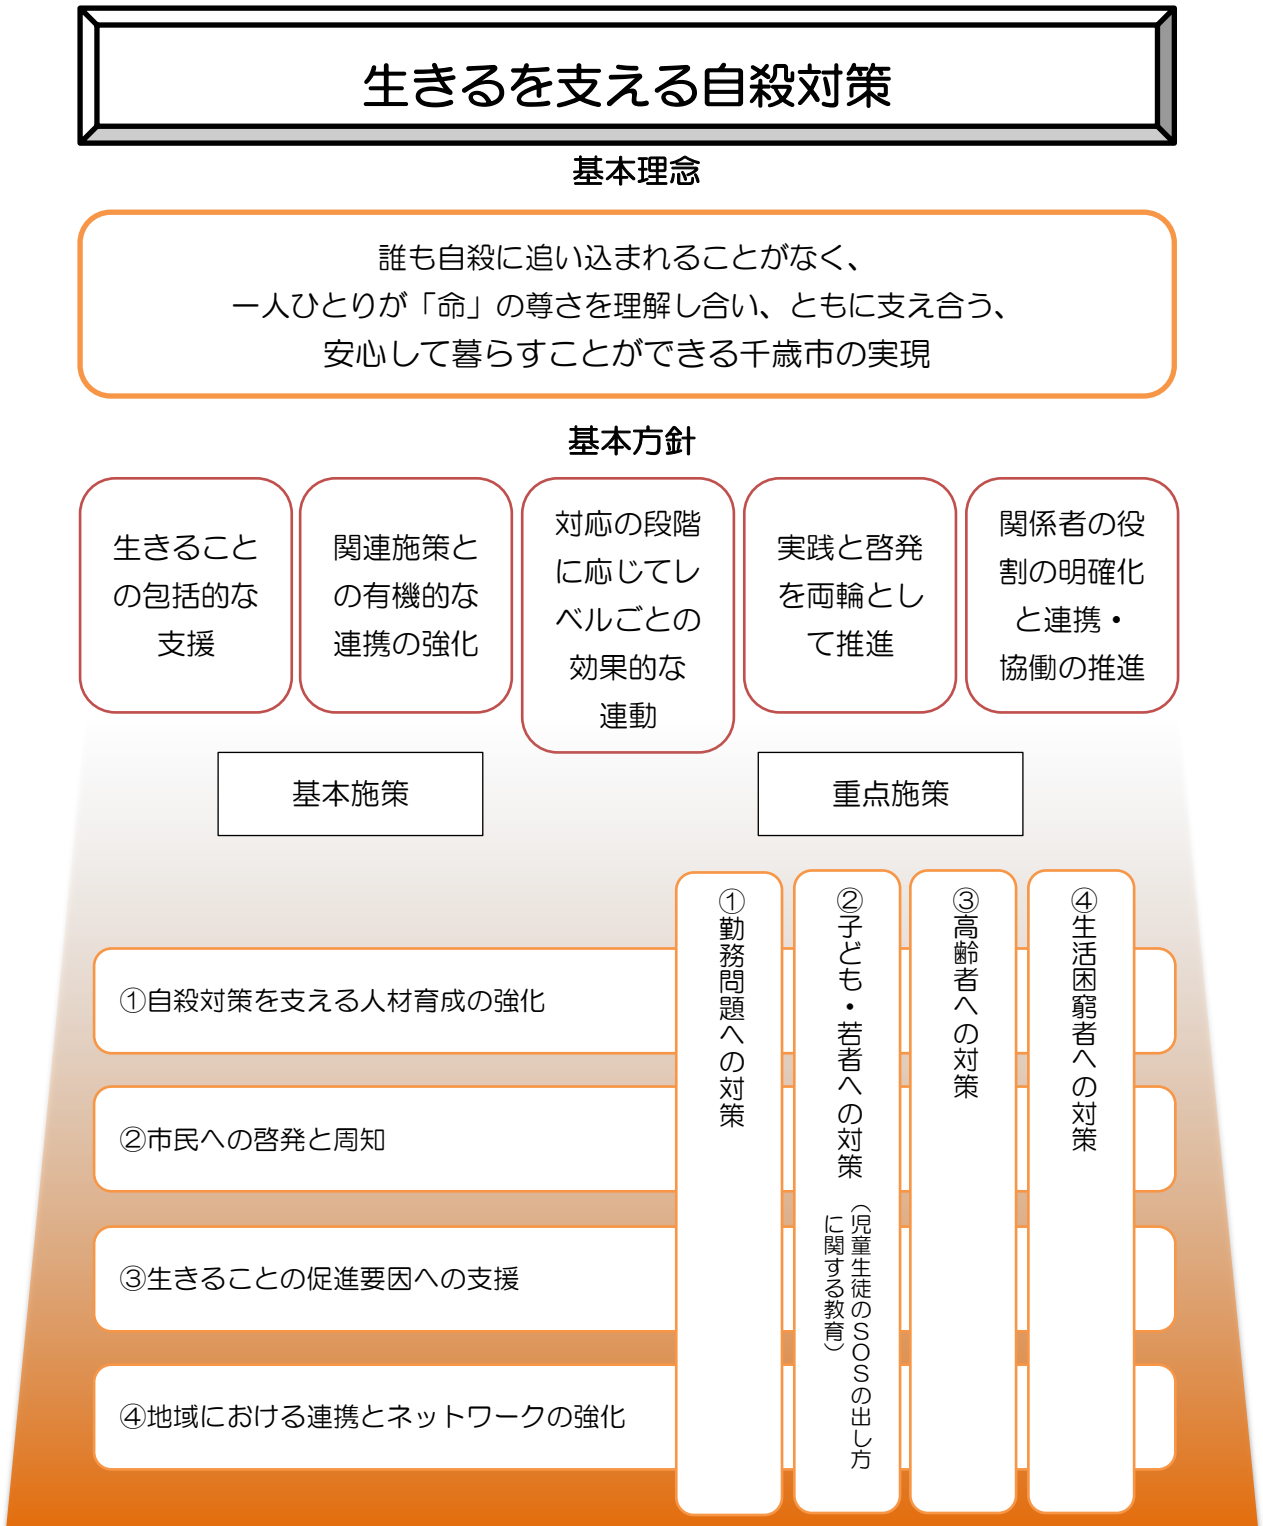 生きるを支える自殺対策
基本理念
誰も自殺に追い込まれることがなく、
一人ひとりが「命」の尊さを理解し合い、ともに支え合う、
安心して暮らすことができる千歳市の実現
基本方針
生きること
の包括的な
支援
関連施策と
の有機的な
連携の強化
対応の段階
に応じてレ
ベルごとの
効果的な
連動
実践と啓発
を両輪とし
て推進
関係者の役
割の明確化
と連携・
協働の推進
基本施策
重点施策
①自殺対策を支える人材育成の強化
②市民への啓発と周知
③生きることの促進要因への支援
④地域における連携とネットワークの強化
①勤務問題への対策
②子ども・若者への対策
（児童生徒のSOSの出し方
に関する教育）
③高齢者への対策
④生活困窮者への対策